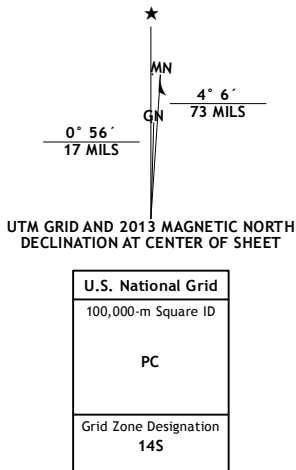 ★
MN
GN
4° 6´
73 MILS
0° 56´
17 MILS
UTM GRID AND 2013 MAGNETIC NORTH
DECLINATION AT CENTER OF SHEET
U.S. National Grid
100,000-m Square ID
PC
Grid Zone Designation
14S